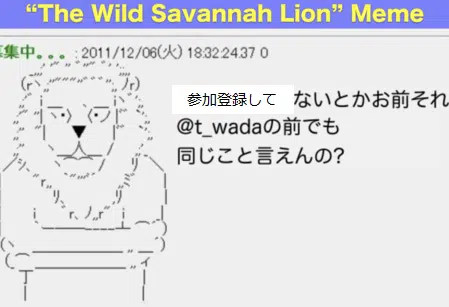 “The Wild Savannah Lion” Meme
募集中。。。: 2011/12/06(火) 18:32:24.37 0
参加登録して ないとかお前それ
@t_wadaの前でも
同じこと言えんの?